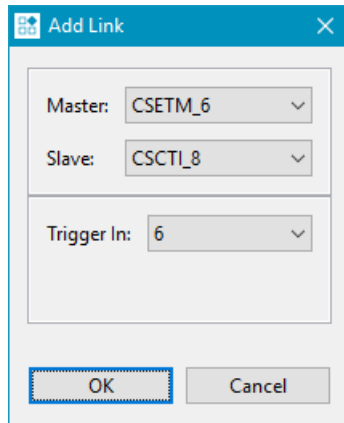 Add Link
Master: CSETM_6
Slave: CSCTI_8
Trigger In: 6
OK Cancel